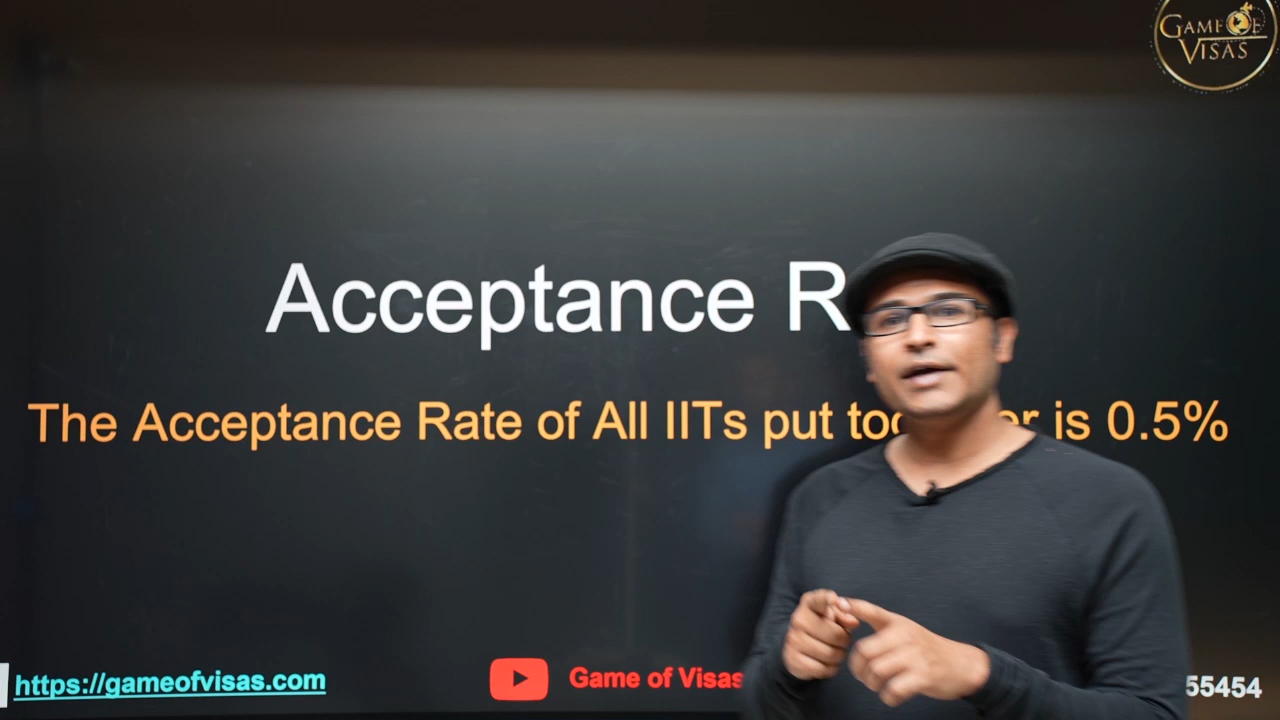 GAME OF
VISAS
Acceptance R
The Acceptance Rate of All IITs put is 0.5%
https://gameofvisas.com
Game of Visas
55454